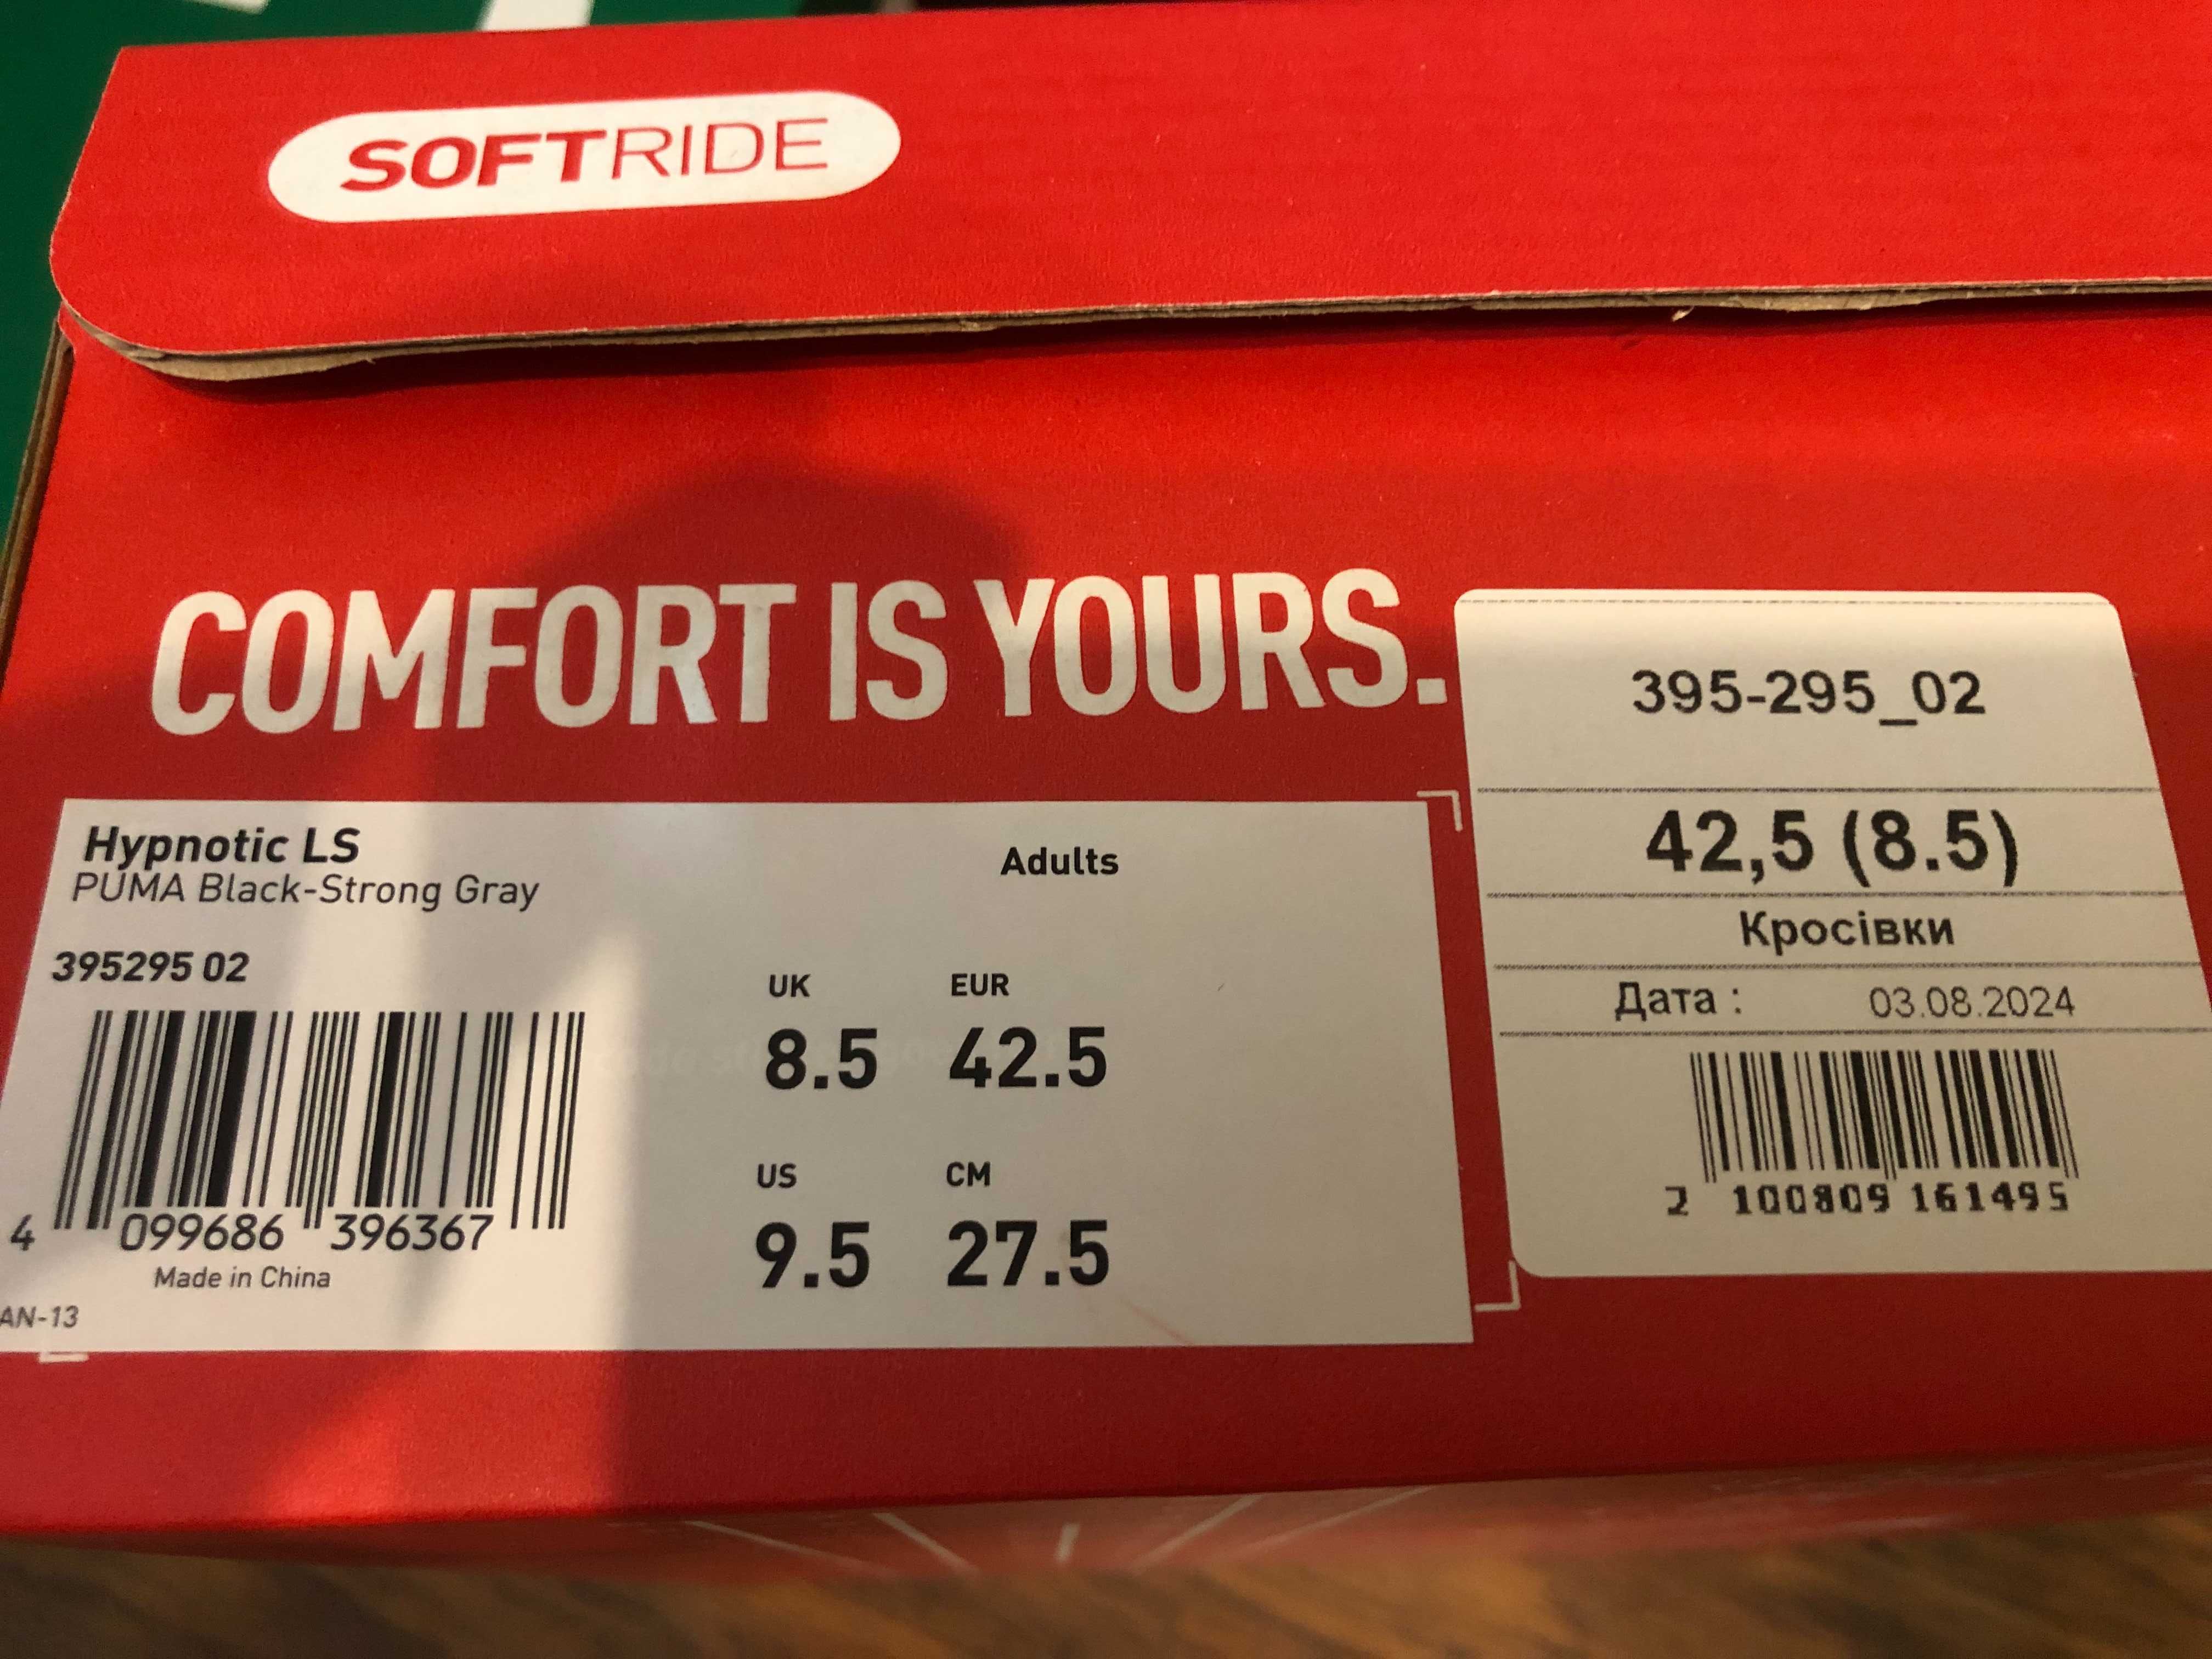 SOFTRIDE
COMFORT IS YOURS.
Hypnotic LS
PUMA Black-Strong Gray
Adults
395295 02
UK EUR
8.5 42.5
US CM
9.5 27.5
4 099686 396367
Made in China
AN-13
395-295_02
42,5 (8.5)
Кросівки
Дата : 03.08.2024
2 100809 161495